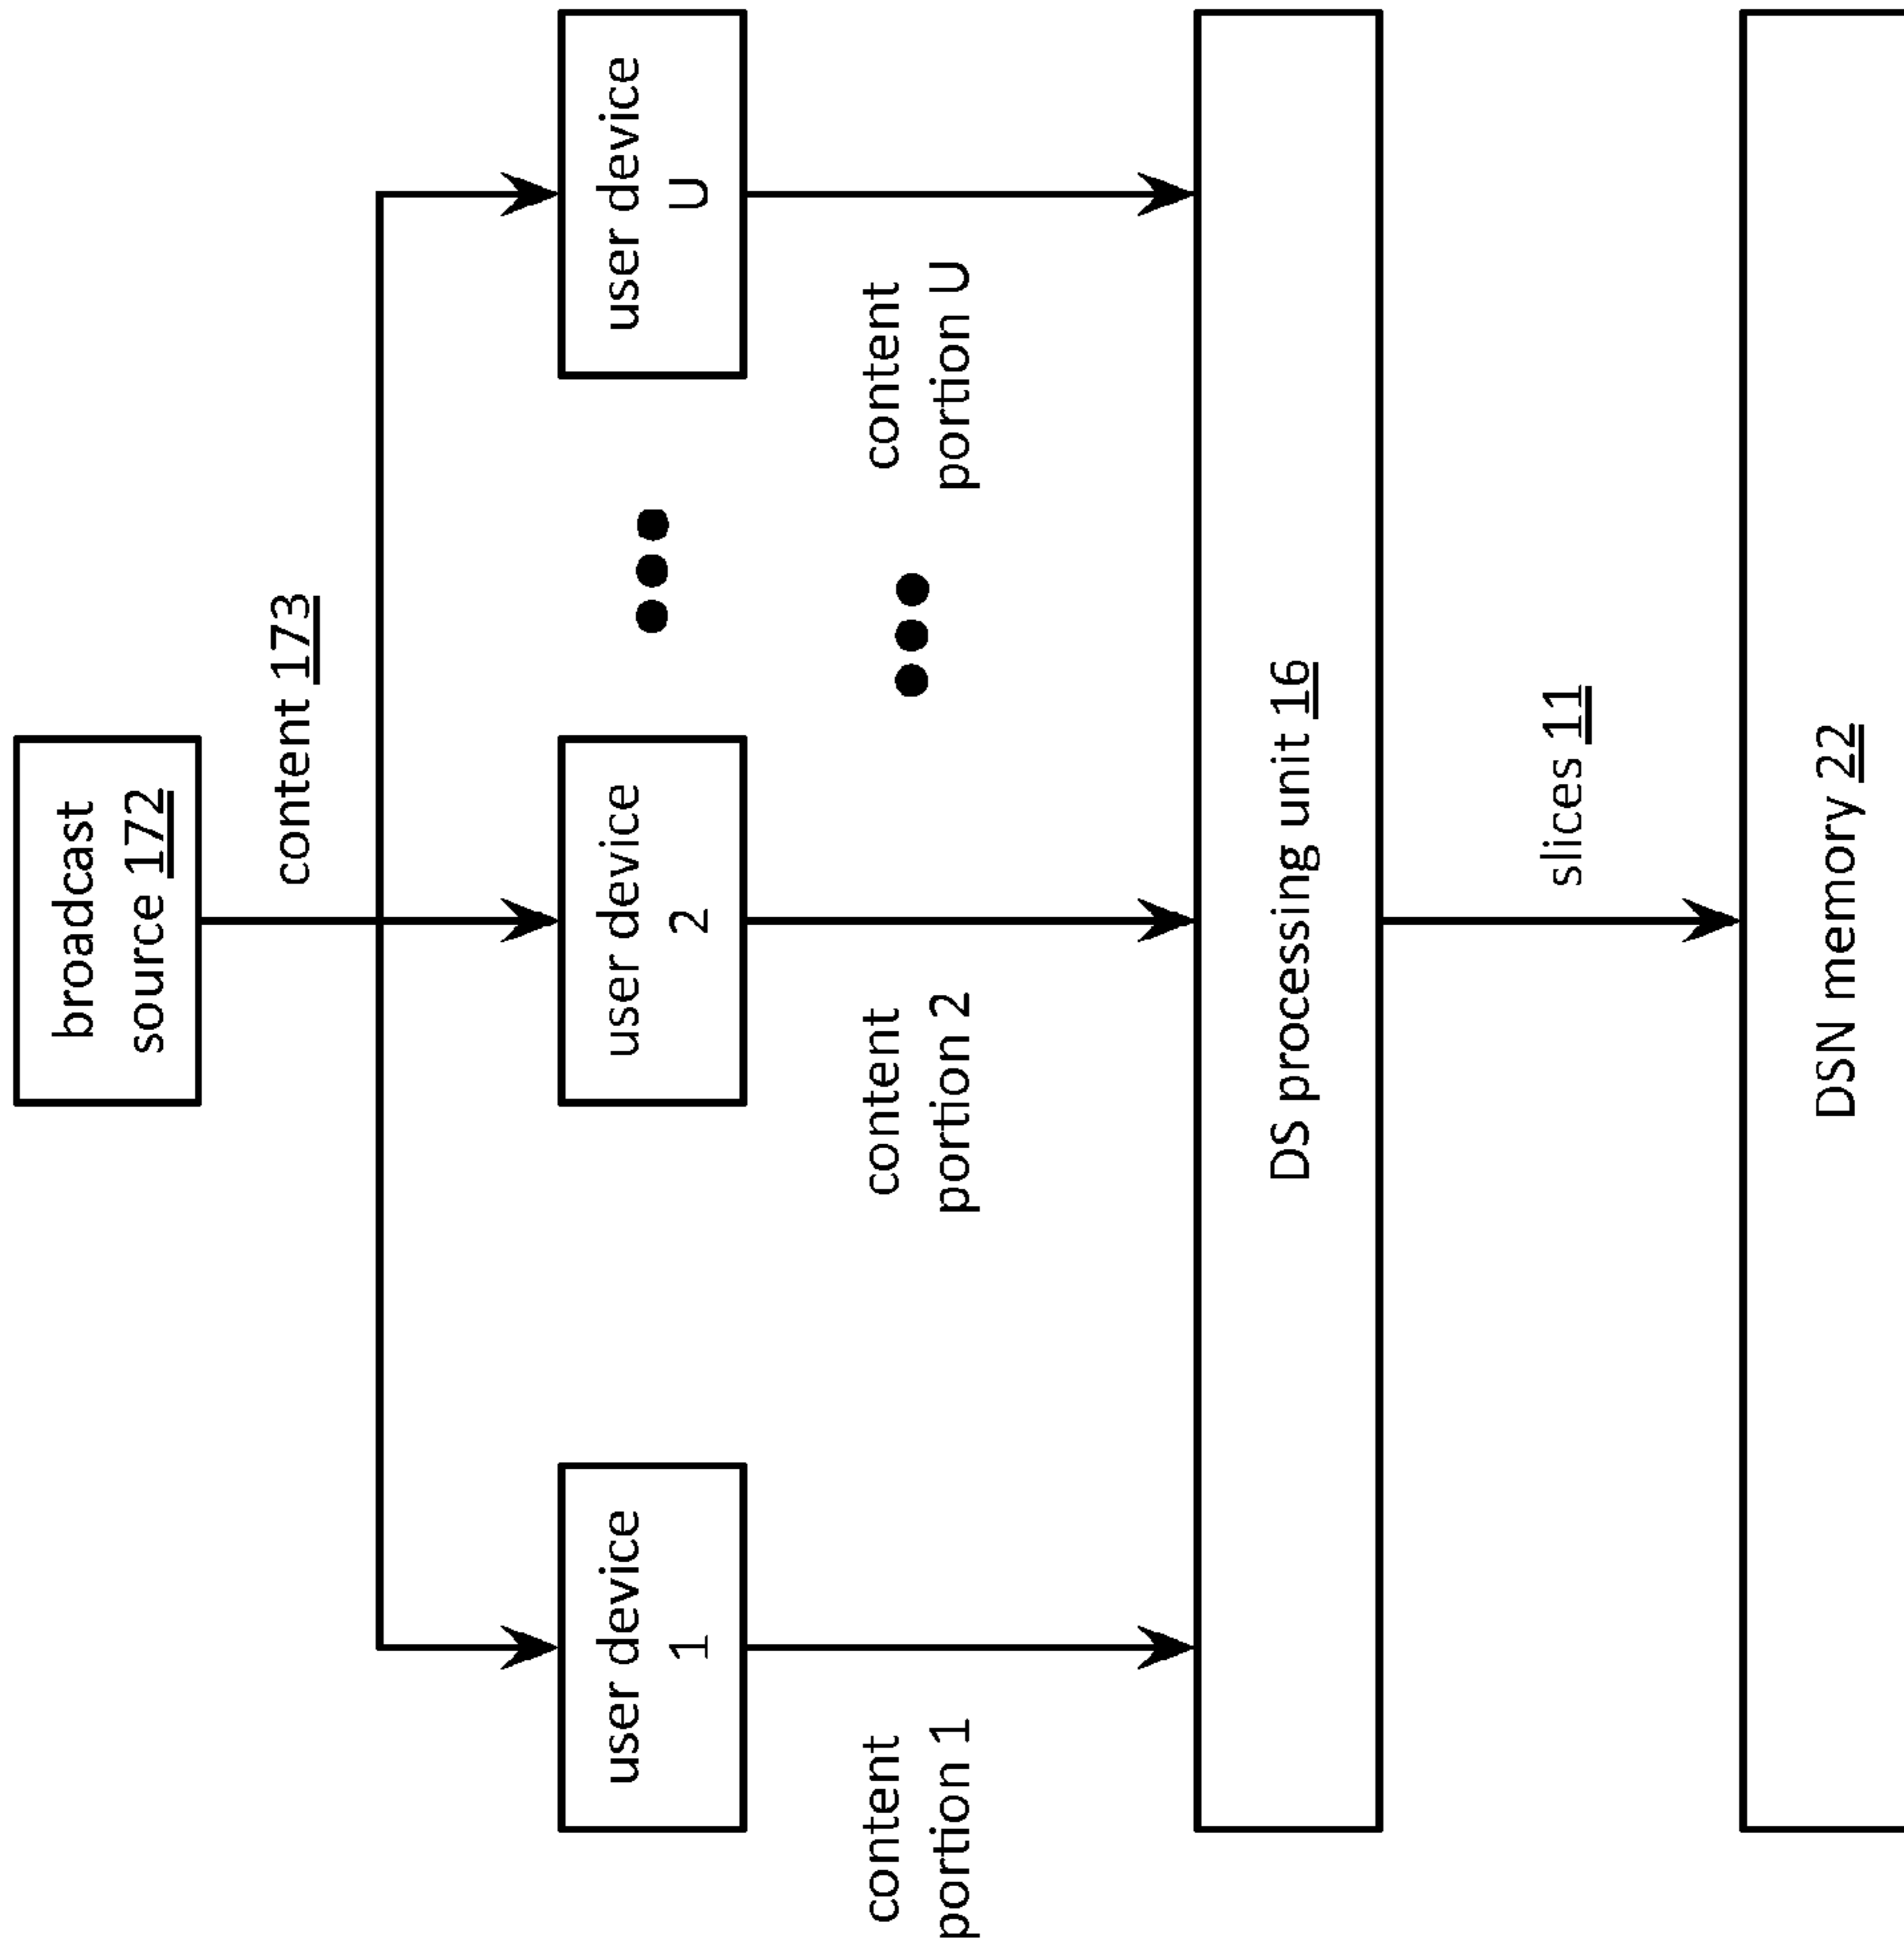 broadcast
source 172
content 173
user device
1
user device
2
user device
U
content
portion 1
content
portion 2
content
portion U
DS processing unit 16
slices 11
DSN memory 22